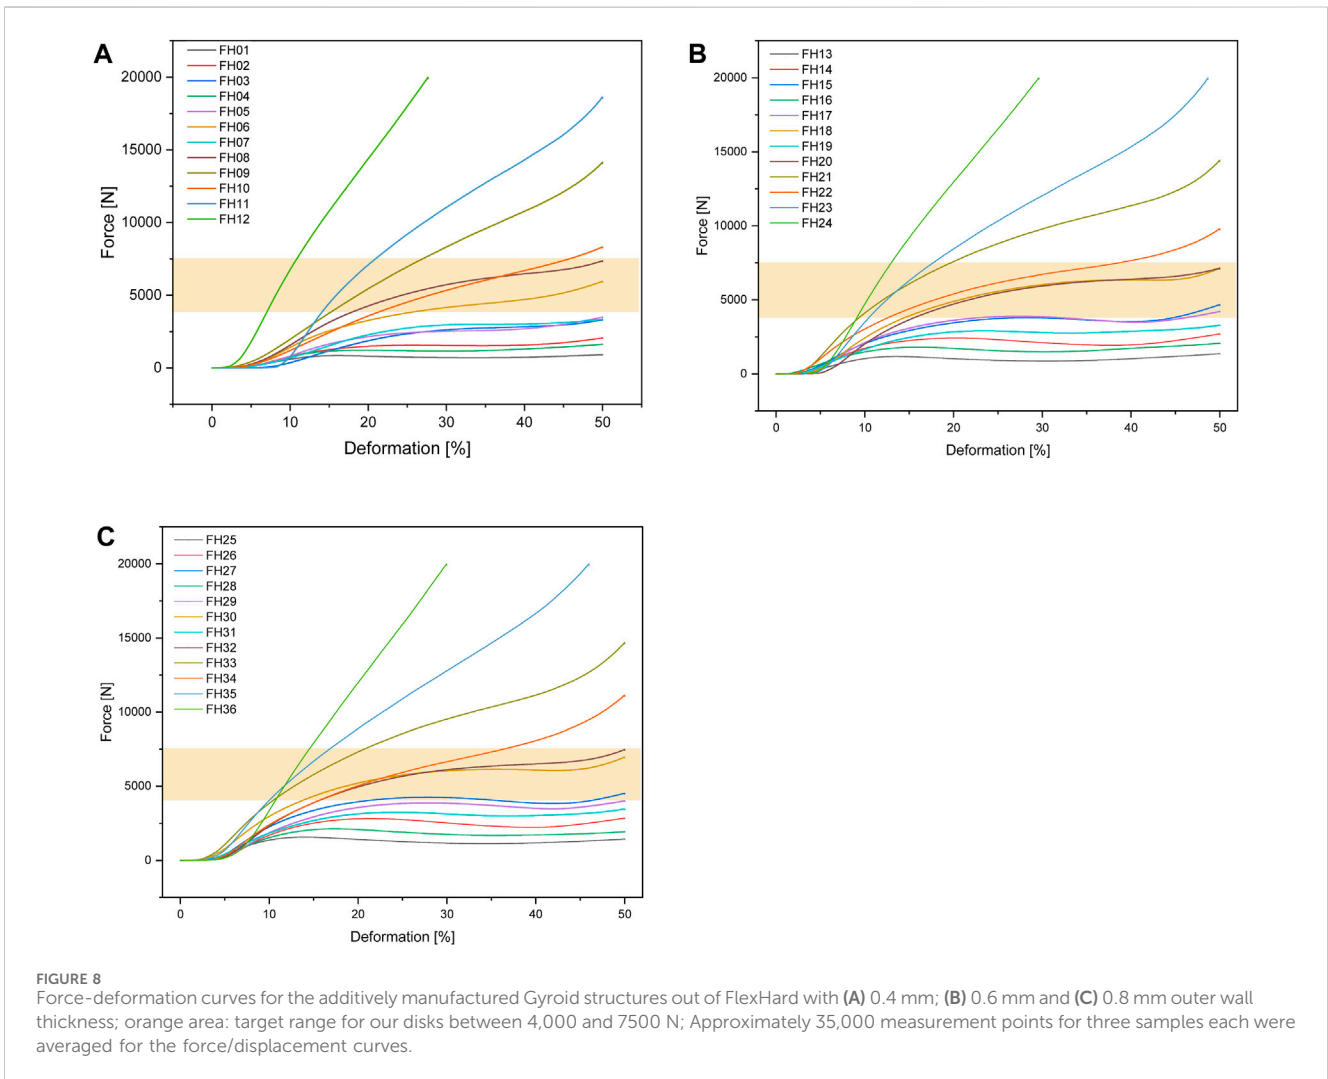 A
FH01
FH02
FH03
FH04
FH05
FH06
FH07
FH08
FH09
FH10
FH11
FH12
20000
15000
10000
5000
0
Force [N]
0 10 20 30 40 50
Deformation [%]
B
FH13
FH14
FH15
FH16
FH17
FH18
FH19
FH20
FH21
FH22
FH23
FH24
20000
15000
10000
5000
0
Force [N]
0 10 20 30 40 50
Deformation [%]
C
FH25
FH26
FH27
FH28
FH29
FH30
FH31
FH32
FH33
FH34
FH35
FH36
20000
15000
10000
5000
0
Force [N]
0 10 20 30 40 50
Deformation [%]
FIGURE 8
Force-deformation curves for the additively manufactured Gyroid structures out of FlexHard with (A) 0.4 mm; (B) 0.6 mm and (C) 0.8 mm outer wall
thickness; orange area: target range for our disks between 4,000 and 7500 N; Approximately 35,000 measurement points for three samples each were
averaged for the force/displacement curves.